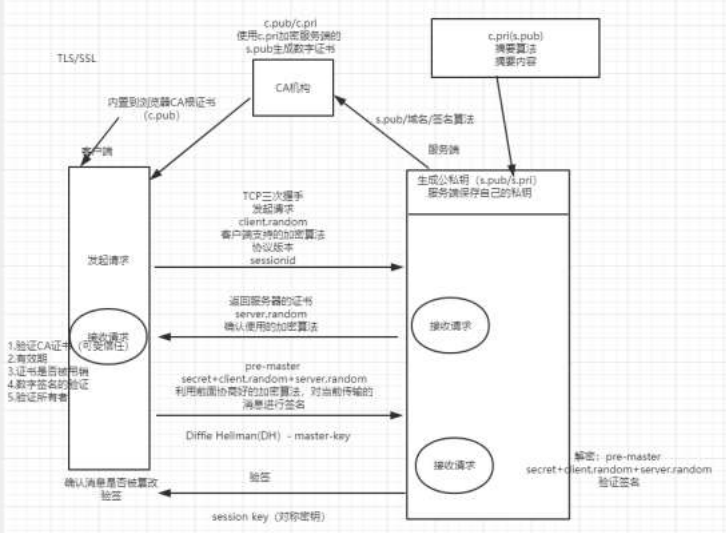 c.pub/c.pri
使用c.pri加密服务端的
s.pub生成数字证书
c.pri(s.pub)
摘要算法
摘要内容
TLS/SSL
CA机构
内置到浏览器CA根证书
(c.pub)
s.pub/域名/签名算法
客户端
服务端
生成公私钥（s.pub/s.pri）
服务端保存自己的私钥
TCP三次握手
发起请求
client.random
客户端支持的加密算法
协议版本
sessionid
发起请求
返回服务器的证书
server.random
确认使用的加密算法
接收请求
接收请求
1.验证CA证书（可受信任）
2.有效期
3.证书是否被吊销
4.数字签名的验证
5.验证所有者
pre-master
secret+client.random+server.random
利用前面协商好的加密算法，对当前传输的
消息进行签名
Diffie Hellman(DH) - master-key
接收请求
解密：pre-master
secret+client.random+server.random
验证签名
验签
确认消息是否被篡改
验签
session key（对称密钥）